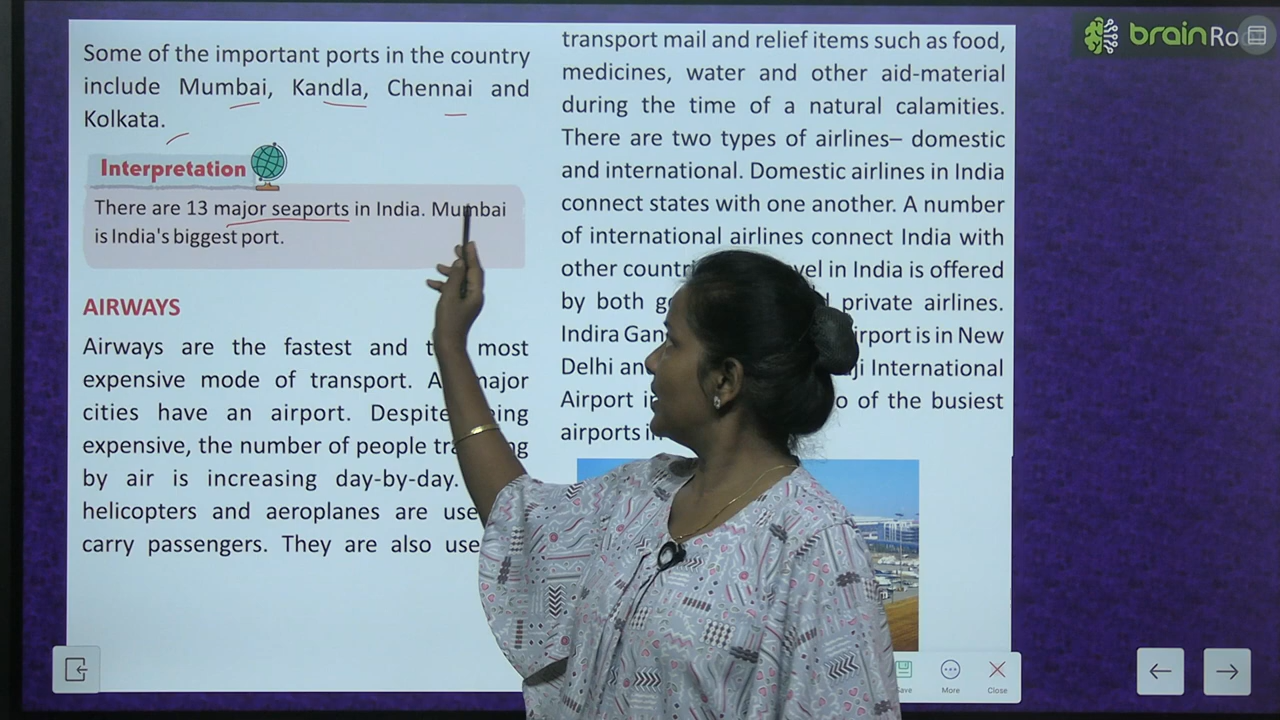 Some of the important ports in the country
include Mumbai, Kandla, Chennai and
Kolkata.
Interpretation
There are 13 major seaports in India. Mumbai
is India's biggest port.
AIRWAYS
Airways are the fastest and most
expensive mode of transport. major
cities have an airport. Despite
expensive, the number of people
by air is increasing day-by-day.
helicopters and aeroplanes are
carry passengers. They are also
transport mail and relief items such as food,
medicines, water and other aid-material
during the time of a natural calamities.
There are two types of airlines– domestic
and international. Domestic airlines in India
connect states with one another. A number
of international airlines connect India with
other in India is offered
by both private airlines.
Indira is in New
Delhi International
Airport of the busiest
airports
brain
More
Close